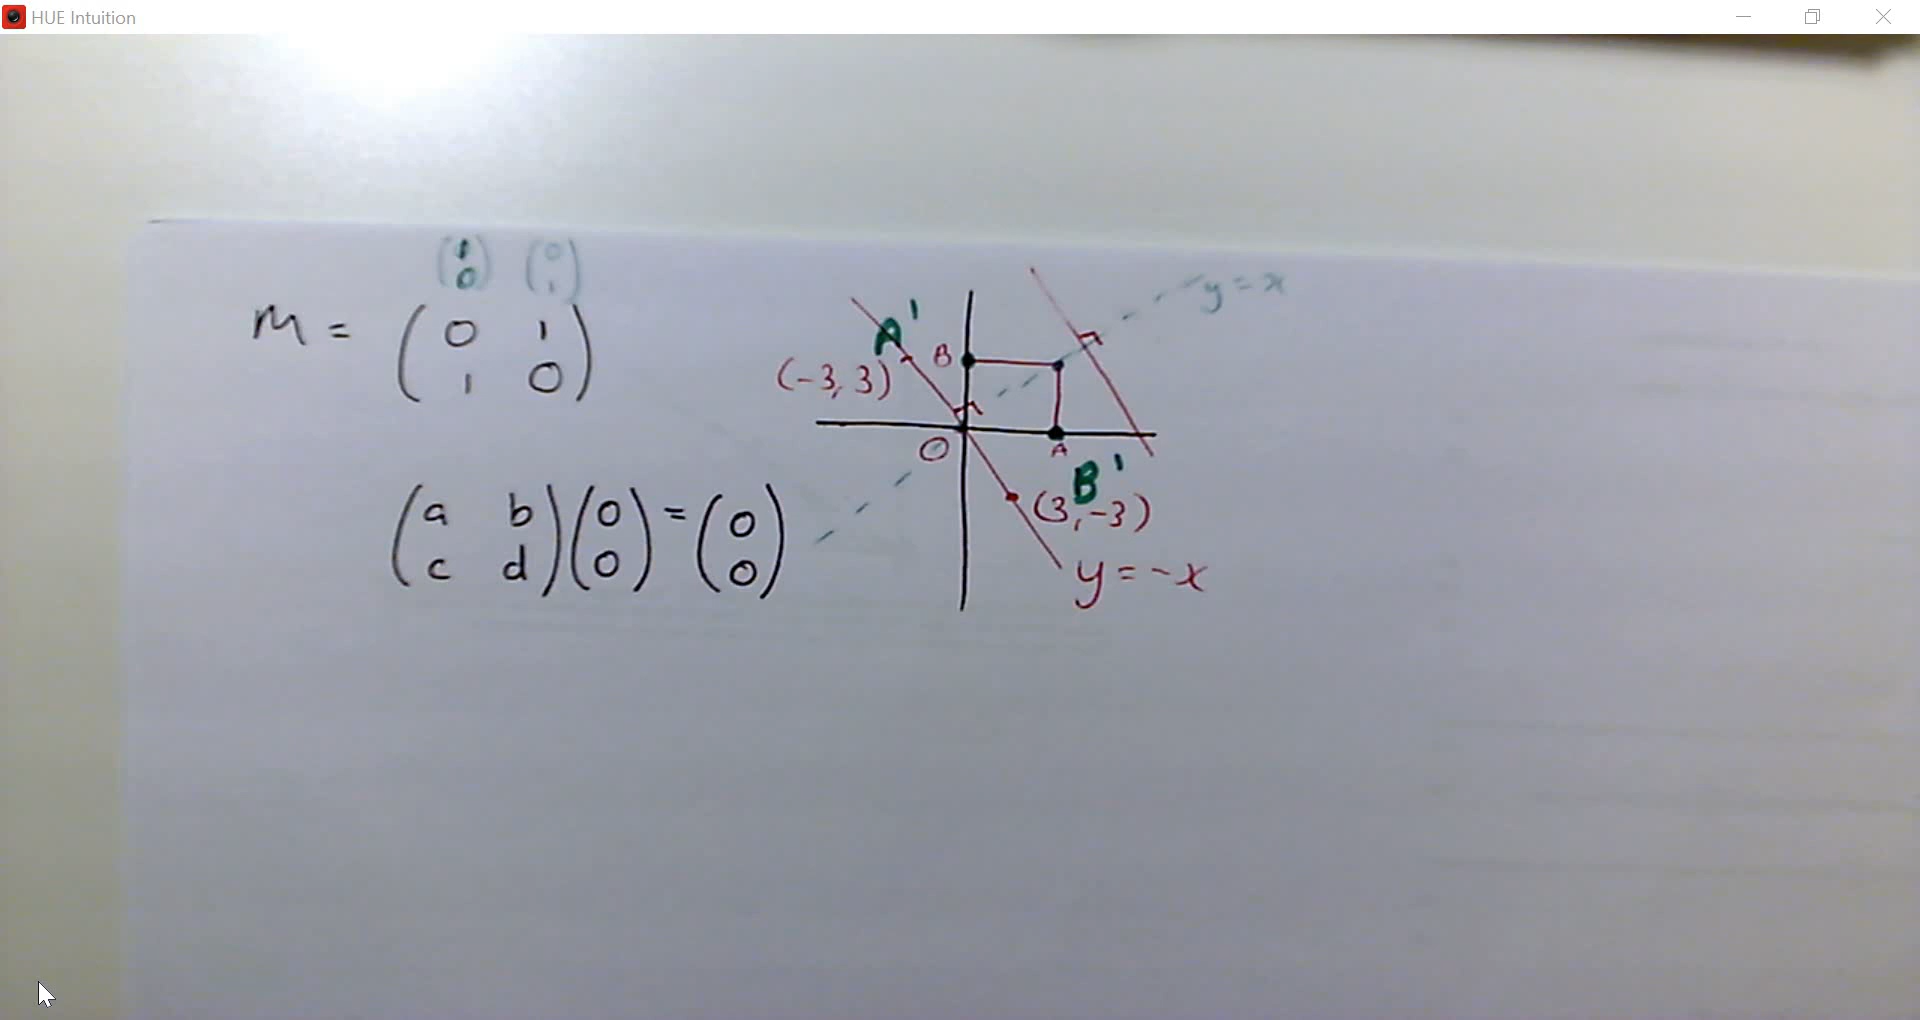 HUE Intuition
(1 0) (0 1)
M = (0 1 1 0)
(a b c d)(0 0) = (0 0)
y = x
A'
(-3, 3)
B
O
A
B'
(3, -3)
y = -x